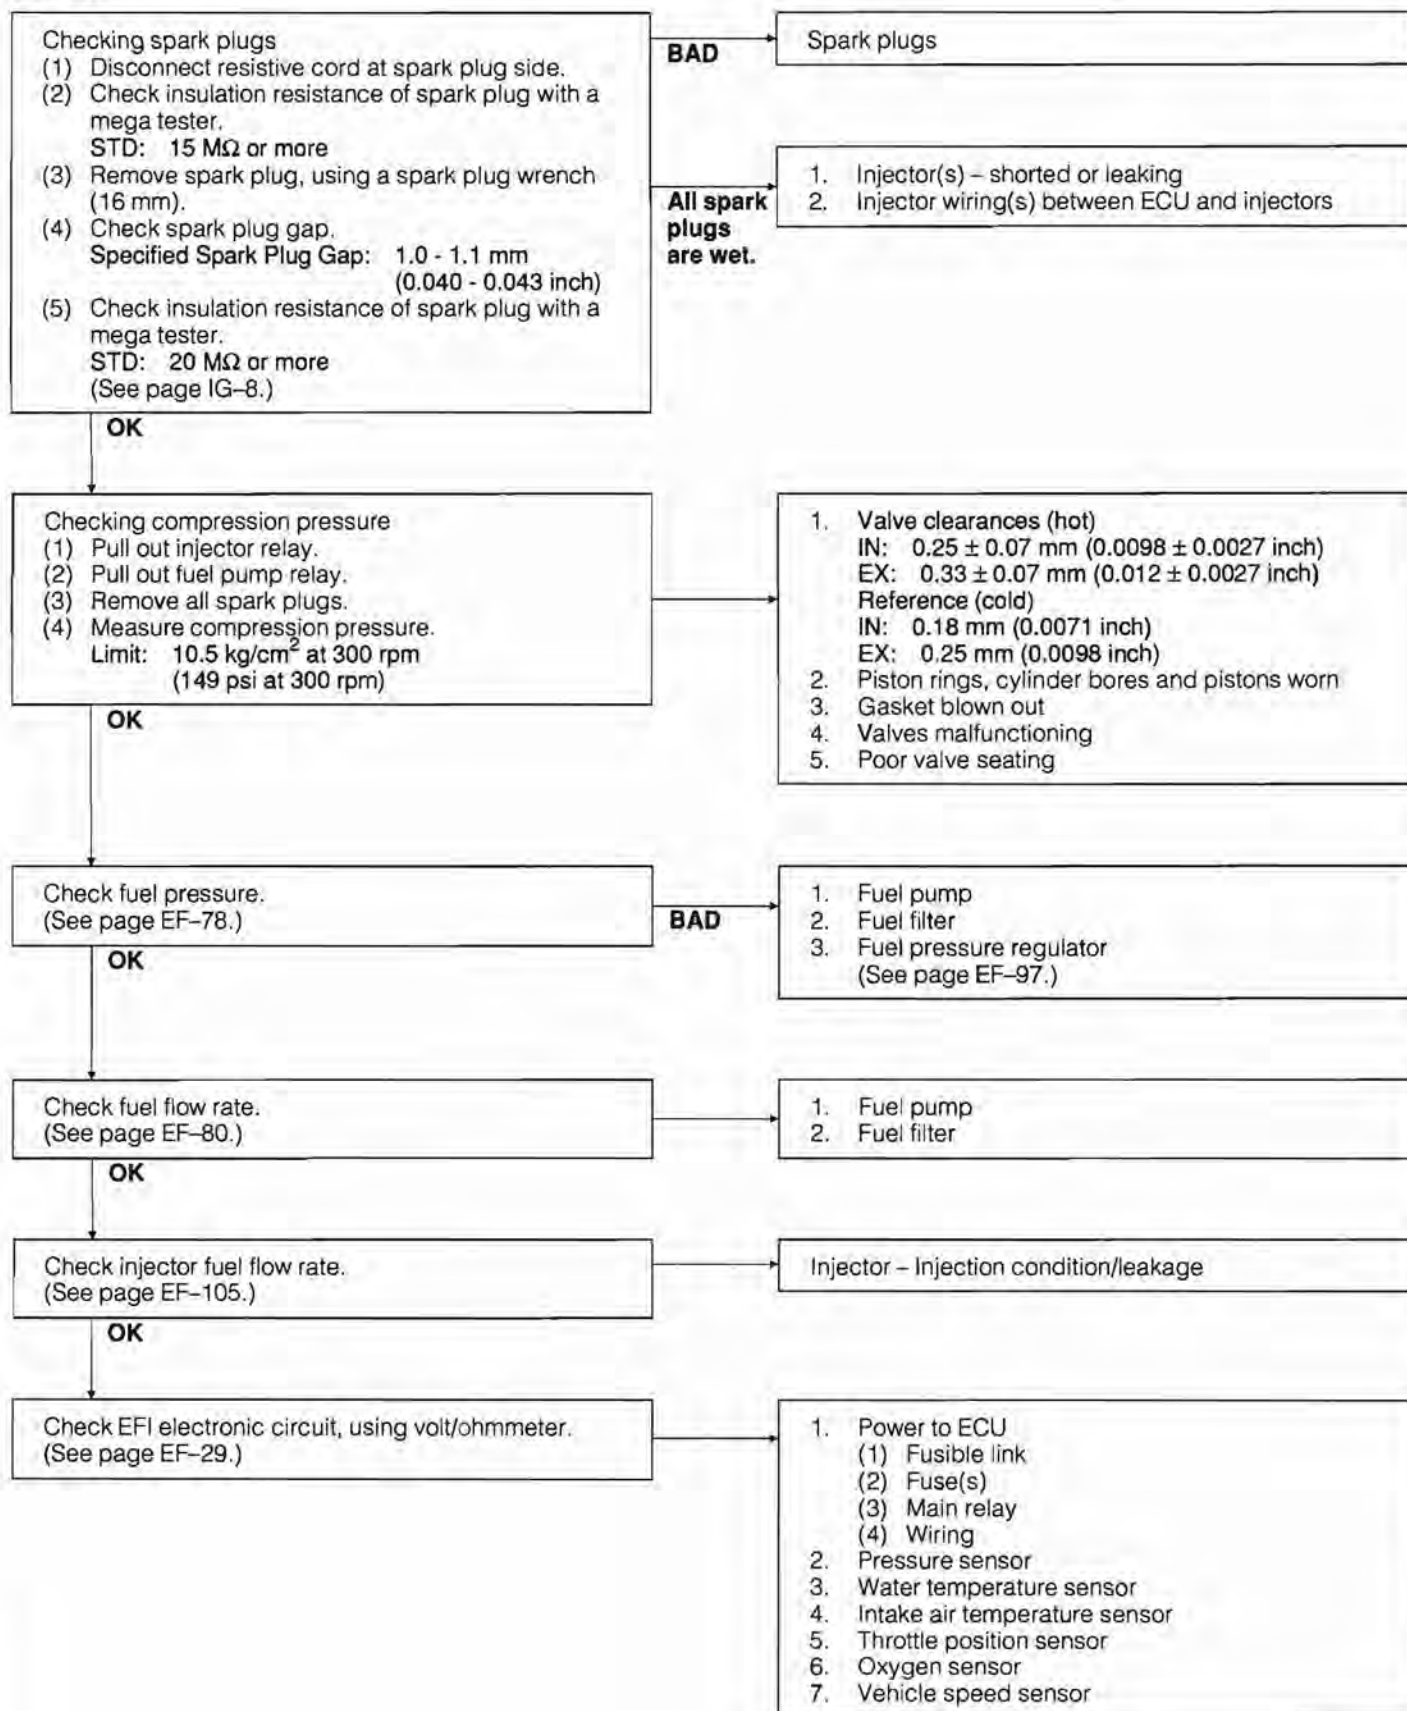 Checking spark plugs
(1) Disconnect resistive cord at spark plug side.
(2) Check insulation resistance of spark plug with a
mega tester.
STD: 15 MΩ or more
(3) Remove spark plug, using a spark plug wrench
(16 mm).
(4) Check spark plug gap.
Specified Spark Plug Gap: 1.0 - 1.1 mm
(0.040 - 0.043 inch)
(5) Check insulation resistance of spark plug with a
mega tester.
STD: 20 MΩ or more
(See page IG–8.)
BAD
Spark plugs
All spark
plugs
are wet.
1. Injector(s) – shorted or leaking
2. Injector wiring(s) between ECU and injectors
OK
Checking compression pressure
(1) Pull out injector relay.
(2) Pull out fuel pump relay.
(3) Remove all spark plugs.
(4) Measure compression pressure.
Limit: 10.5 kg/cm² at 300 rpm
(149 psi at 300 rpm)
1. Valve clearances (hot)
IN: 0.25 ± 0.07 mm (0.0098 ± 0.0027 inch)
EX: 0.33 ± 0.07 mm (0.012 ± 0.0027 inch)
Reference (cold)
IN: 0.18 mm (0.0071 inch)
EX: 0.25 mm (0.0098 inch)
2. Piston rings, cylinder bores and pistons worn
3. Gasket blown out
4. Valves malfunctioning
5. Poor valve seating
OK
Check fuel pressure.
(See page EF–78.)
BAD
1. Fuel pump
2. Fuel filter
3. Fuel pressure regulator
(See page EF–97.)
OK
Check fuel flow rate.
(See page EF–80.)
1. Fuel pump
2. Fuel filter
OK
Check injector fuel flow rate.
(See page EF–105.)
Injector – Injection condition/leakage
OK
Check EFI electronic circuit, using volt/ohmmeter.
(See page EF–29.)
1. Power to ECU
(1) Fusible link
(2) Fuse(s)
(3) Main relay
(4) Wiring
2. Pressure sensor
3. Water temperature sensor
4. Intake air temperature sensor
5. Throttle position sensor
6. Oxygen sensor
7. Vehicle speed sensor